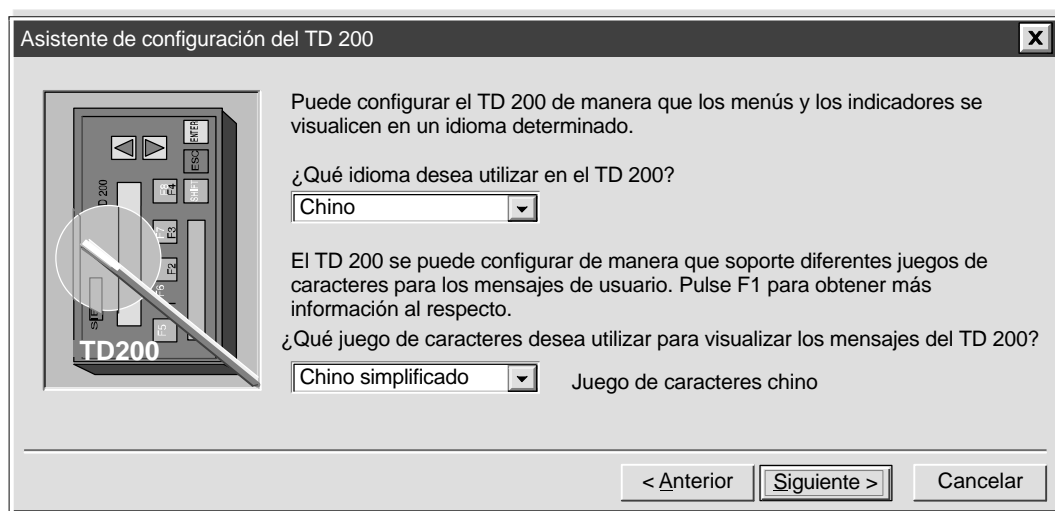 Asistente de configuración del TD 200
X
Puede configurar el TD 200 de manera que los menús y los indicadores se
visualicen en un idioma determinado.
¿Qué idioma desea utilizar en el TD 200?
Chino
El TD 200 se puede configurar de manera que soporte diferentes juegos de
caracteres para los mensajes de usuario. Pulse F1 para obtener más
información al respecto.
¿Qué juego de caracteres desea utilizar para visualizar los mensajes del TD 200?
Chino simplificado
Juego de caracteres chino
ENTER
ESC
SHIFT
F8
F4
F7
F3
F2
F6
F5
TD200
< Anterior
Siguiente >
Cancelar